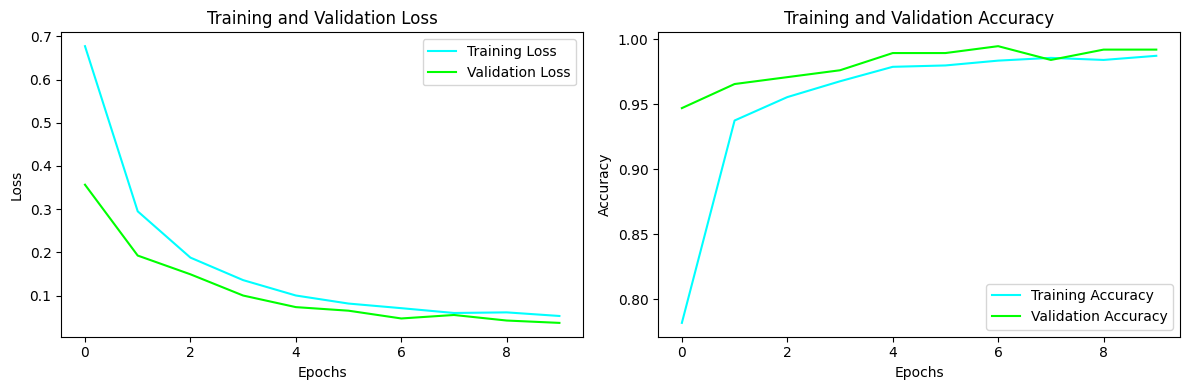 Training and Validation Loss
0.7
0.6
0.5
0.4
0.3
0.2
0.1
Loss
Training Loss
Validation Loss
0 2 4 6 8
Epochs
Training and Validation Accuracy
1.00
0.95
0.90
0.85
0.80
Accuracy
Training Accuracy
Validation Accuracy
0 2 4 6 8
Epochs